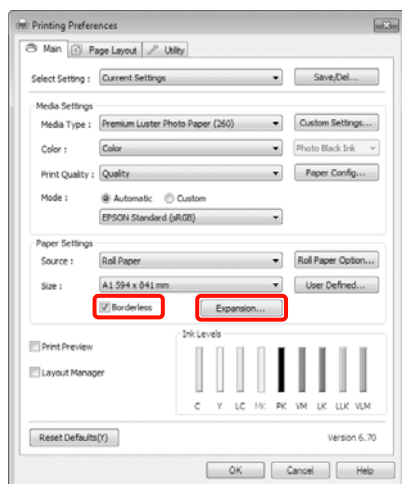 Printing Preferences
Main Page Layout Utility
Select Setting : Current Settings Save/Del...
Media Settings
Media Type : Premium Luster Photo Paper (260) Custom Settings...
Color : Color Photo Black Ink
Print Quality : Quality Paper Config...
Mode : Automatic Custom
EPSON Standard (sRGB)
Paper Settings
Source : Roll Paper Roll Paper Option...
Size : A1 594 x 841 mm User Defined...
Borderless Expansion...
Ink Levels
Print Preview
Layout Manager
C Y LC MK PK VM LK LLK VLM
Reset Defaults(Y) Version 6.70
OK Cancel Help